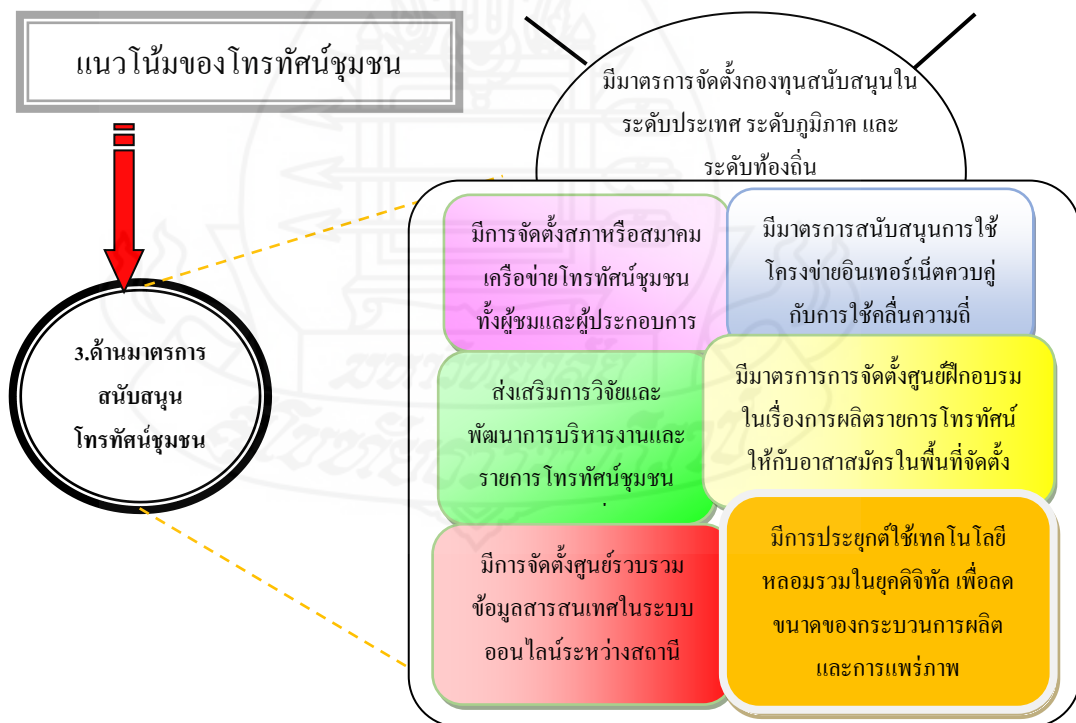 แนวโน้มของโทรทัศน์ชุมชน
มีมาตรการจัดตั้งกองทุนสนับสนุนใน
ระดับประเทศ ระดับภูมิภาค และ
ระดับท้องถิ่น
3.ด้านมาตรการ
สนับสนุน
โทรทัศน์ชุมชน
มีการจัดตั้งสภาหรือสมาคม
เครือข่ายโทรทัศน์ชุมชน
ทั้งผู้ชมและผู้ประกอบการ
มีมาตรการสนับสนุนการใช้
โครงข่ายอินเทอร์เน็ตควบคู่
กับการใช้คลื่นความถี่
ส่งเสริมการวิจัยและ
พัฒนาการบริหารงานและ
รายการโทรทัศน์ชุมชน
มีมาตรการการจัดตั้งศูนย์ฝึกอบรม
ในเรื่องการผลิตรายการโทรทัศน์
ให้กับอาสาสมัครในพื้นที่จัดตั้ง
มีการจัดตั้งศูนย์รวบรวม
ข้อมูลสารสนเทศในระบบ
ออนไลน์ระหว่างสถานี
มีการประยุกต์ใช้เทคโนโลยี
หลอมรวมในยุคดิจิทัล เพื่อลด
ขนาดของกระบวนการผลิต
และการแพร่ภาพ